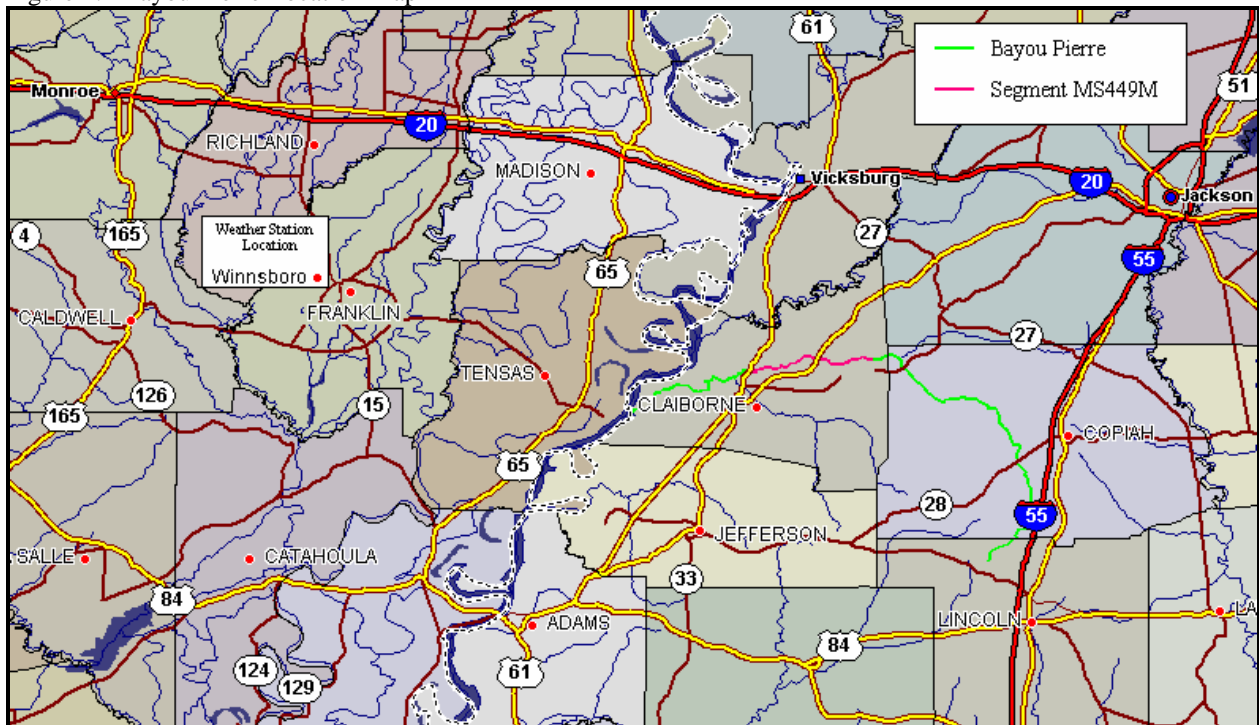 61
Bayou Pierre
Segment MS449M
51
Monroe
20
RICHLAND
MADISON
Vicksburg
20
Jackson
4
165
Weather Station
Location
Winnsboro
27
65
55
FRANKLIN
CALDWELL
27
TENSAS
126
15
165
CLAIBORNE
COPIAH
65
28
55
JEFFERSON
SALLE
CATAHOULA
33
84
ADAMS
LINCOLN
LA
84
124
129
61